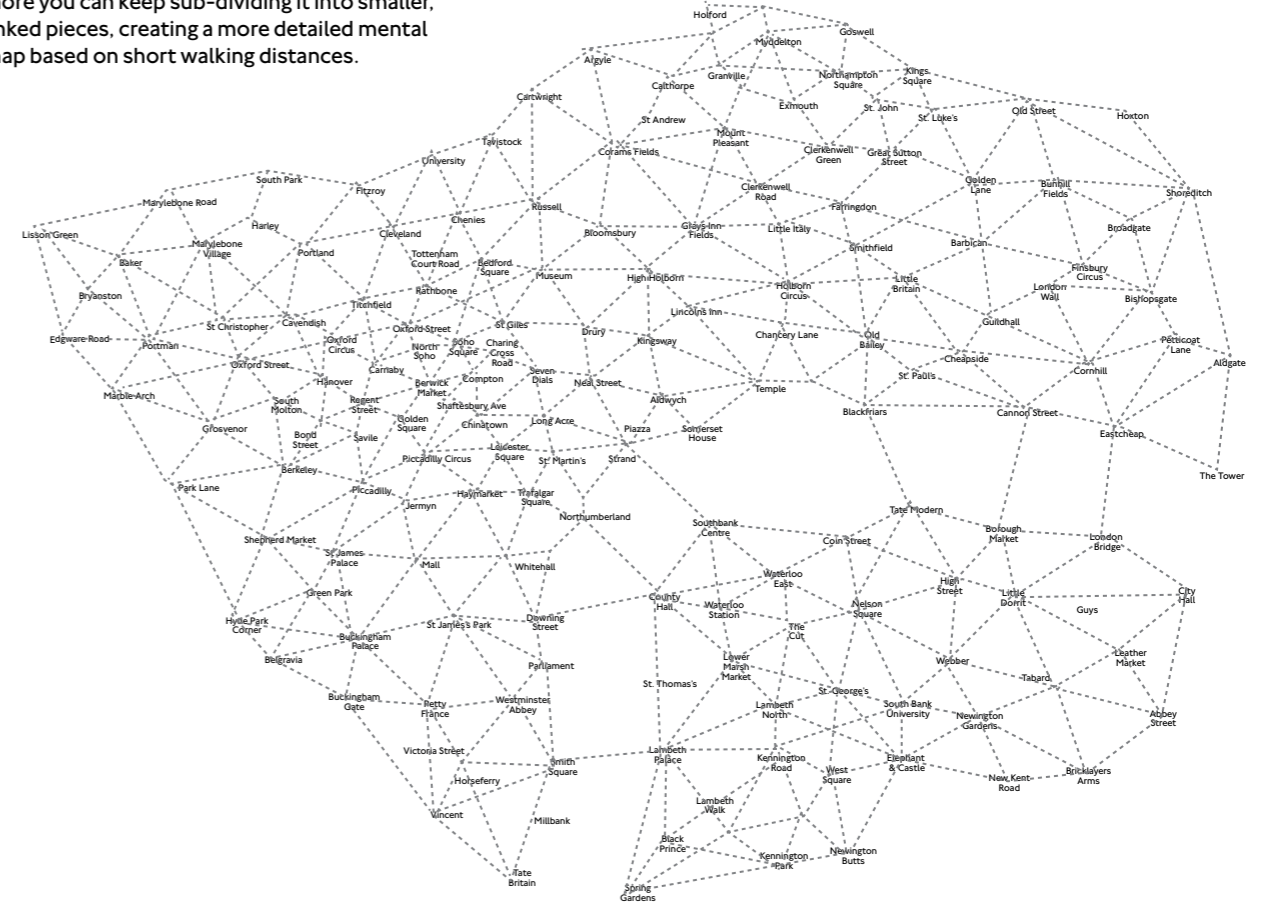 ore you can keep sub-dividing it into smaller,
nked pieces, creating a more detailed mental
ap based on short walking distances.
Holford
Goswell
Myddelton
Argyle
Granville
Northampton
Square
Kings
Square
Calthorpe
Cartwright
Exmouth
St. John
St. Luke's
Old Street
Hoxton
St Andrew
Mount
Pleasant
Tavistock
Corams Fields
Clerkenwell
Green
Great Sutton
Street
University
South Park
Fitzroy
Clerkenwell
Road
Golden
Lane
Bunhill
Fields
Shoreditch
Marylebone Road
Russell
Farringdon
Chenies
Harley
Lisson Green
Cleveland
Bloomsbury
Grays Inn
Fields
Little Italy
Broadgate
Marylebone
Village
Portland
Smithfield
Barbican
Baker
Tottenham
Court Road
Bedford
Square
Museum
High Holborn
Finsbury
Circus
Bryanston
Rathbone
Holborn
Circus
Little
Britain
London
Wall
Bishopsgate
Titchfield
Lincolns Inn
St Christopher
Cavendish
Oxford Street
St Giles
Drury
Guildhall
Edgware Road
Portman
Oxford
Circus
North
Soho
Soho
Square
Charing
Cross
Road
Kingsway
Chancery Lane
Old
Bailey
Petticoat
Lane
Oxford Street
Carnaby
Cheapside
Cornhill
Aldgate
Hanover
Berwick
Market
Compton
Seven
Dials
Neal Street
Temple
St. Paul's
Marble Arch
South
Molton
Regent
Street
Shaftesbury Ave
Aldwych
Blackfriars
Cannon Street
Grosvenor
Golden
Square
Chinatown
Long Acre
Piazza
Somerset
House
Bond
Street
Savile
Eastcheap
Leicester
Square
Piccadilly Circus
St. Martin's
Strand
Berkeley
The Tower
Park Lane
Piccadilly
Haymarket
Trafalgar
Square
Jermyn
Northumberland
Southbank
Centre
Tate Modern
Shepherd Market
Coin Street
Borough
Market
London
Bridge
St James
Palace
Mall
Whitehall
Waterloo
East
High
Street
Green Park
County
Hall
Waterloo
Station
Nelson
Square
Little
Dorrit
Guys
City
Hall
Hyde Park
Corner
St James's Park
Downing
Street
The
Cut
Buckingham
Palace
Belgravia
Parliament
Lower
Marsh
Market
Webber
Leather
Market
St. Thomas's
St. George's
Tabard
Buckingham
Gate
Petty
France
Westminster
Abbey
Lambeth
North
South Bank
University
Newington
Gardens
Abbey
Street
Victoria Street
Smith
Square
Lambeth
Palace
Kennington
Road
West
Square
Elephant
& Castle
New Kent
Road
Bricklayers
Arms
Horseferry
Lambeth
Walk
Vincent
Millbank
Black
Prince
Kennington
Park
Newington
Butts
Tate
Britain
Spring
Gardens